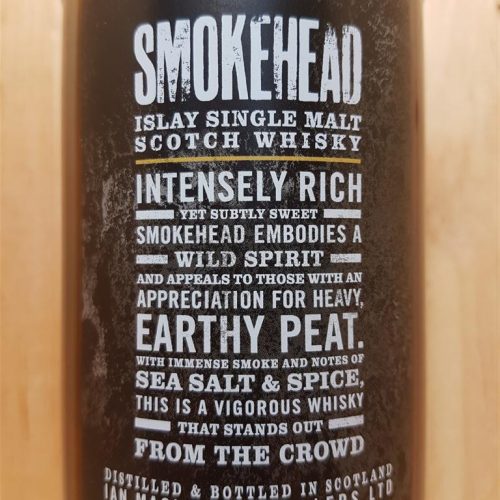 SMOKEHEAD
ISLAY SINGLE MALT
SCOTCH WHISKY
INTENSELY RICH
YET SUBTLY SWEET
SMOKEHEAD EMBODIES A
WILD SPIRIT
AND APPEALS TO THOSE WITH AN
APPRECIATION FOR HEAVY,
EARTHY PEAT.
WITH IMMENSE SMOKE AND NOTES OF
SEA SALT & SPICE,
THIS IS A VIGOROUS WHISKY
THAT STANDS OUT
FROM THE CROWD
DISTILLED & BOTTLED IN SCOTLAND
IAN LTD